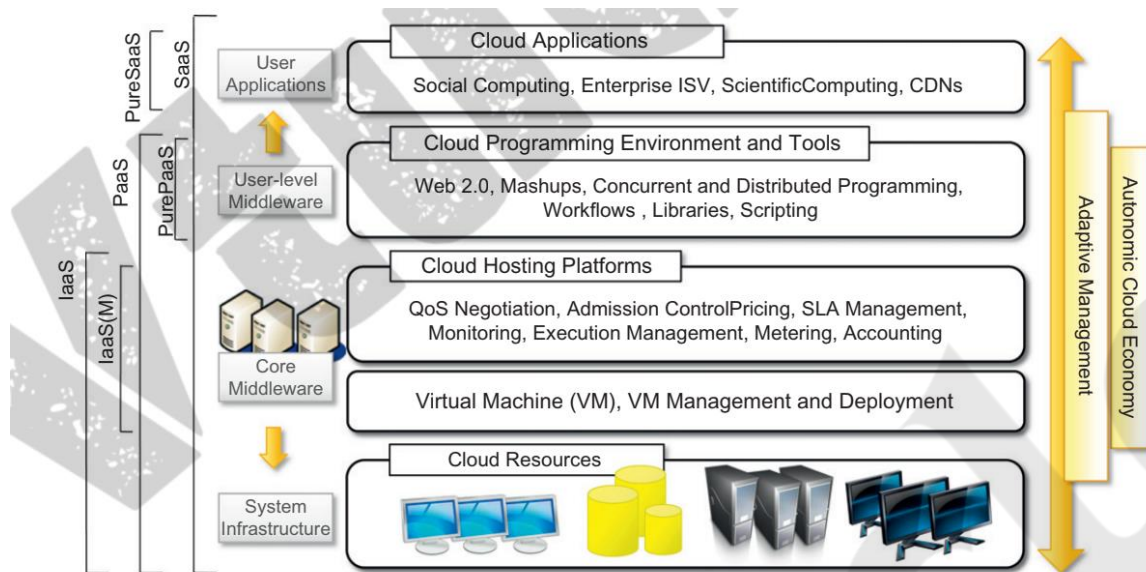 PureSaaS
SaaS
User
Applications
Cloud Applications
Social Computing, Enterprise ISV, ScientificComputing, CDNs
PaaS
PurePaaS
User-level
Middleware
Cloud Programming Environment and Tools
Web 2.0, Mashups, Concurrent and Distributed Programming,
Workflows , Libraries, Scripting
IaaS
IaaS(M)
Core
Middleware
Cloud Hosting Platforms
QoS Negotiation, Admission ControlPricing, SLA Management,
Monitoring, Execution Management, Metering, Accounting
Virtual Machine (VM), VM Management and Deployment
System
Infrastructure
Cloud Resources
Adaptive Management
Autonomic Cloud Economy